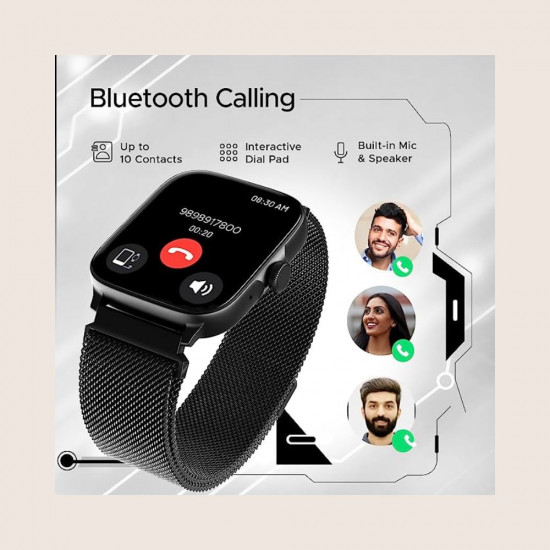 Bluetooth Calling
Up to
10 Contacts
Interactive
Dial Pad
Built-in Mic
& Speaker
08:30 AM
9898917800
00:20